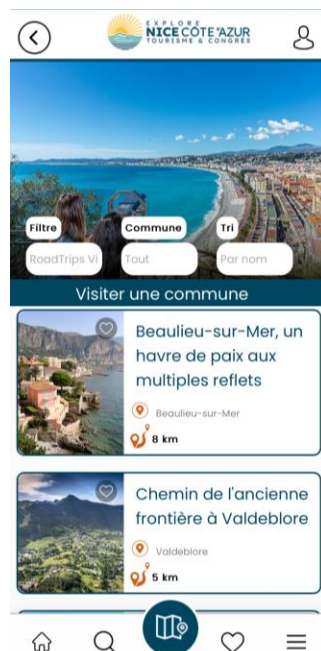 EXPLORE
NICE CÔTE D'AZUR
TOURISME & CONGRÈS
Filtre
Commune
Tri
RoadTrips Vi
Tout
Par nom
Visiter une commune
Beaulieu-sur-Mer, un
havre de paix aux
multiples reflets
Beaulieu-sur-Mer
8 km
Chemin de l'ancienne
frontière à Valdeblore
Valdeblore
5 km